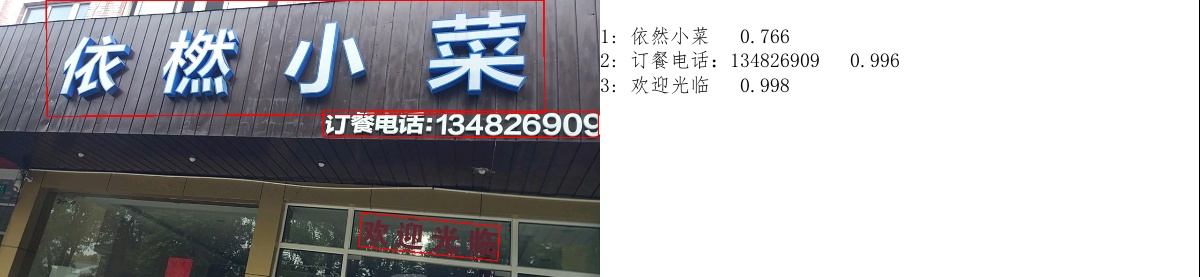 依橪小菜
订餐电话:134826909
欢迎光临
1: 依然小菜 0.766
2: 订餐电话：134826909 0.996
3: 欢迎光临 0.998